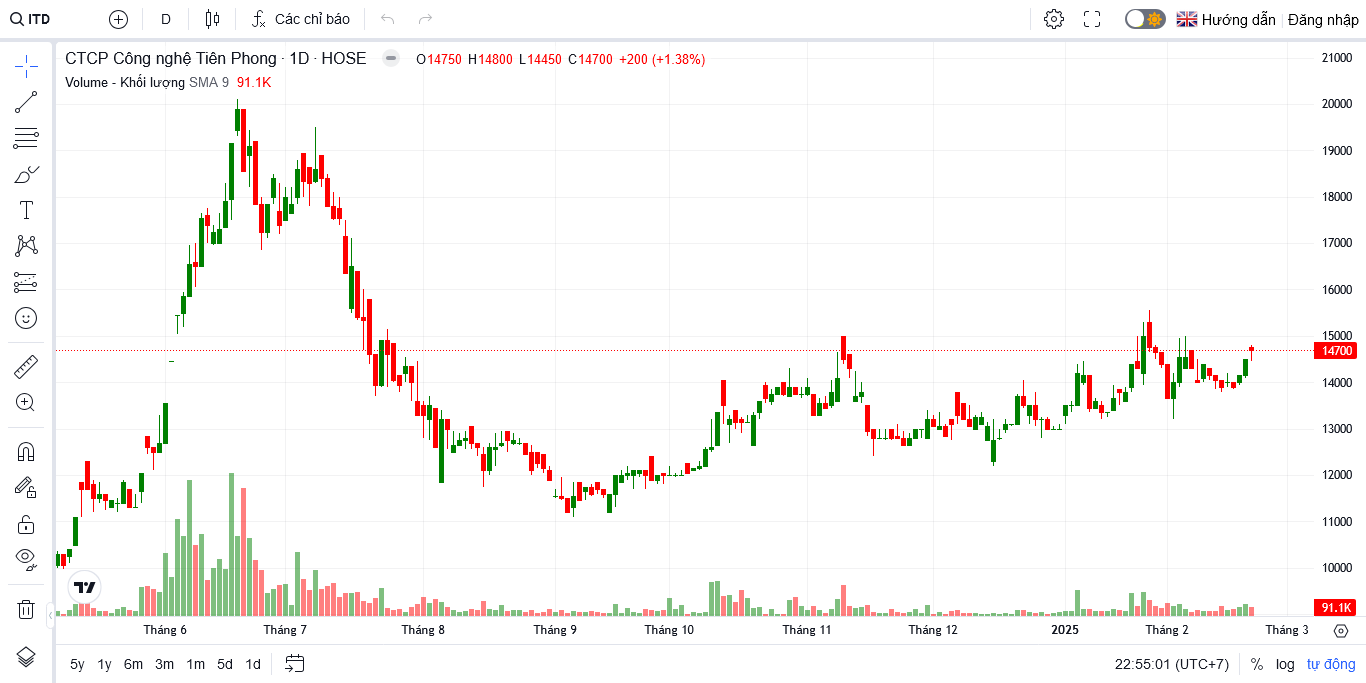 ITD D Các chỉ báo Hướng dẫn Đăng nhập
CTCP Công nghệ Tiên Phong · 1D · HOSE O14750 H14800 L14450 C14700 +200 (+1.38%)
Volume - Khối lượng SMA 9 91.1K
21000
20000
19000
18000
17000
16000
15000
14700
14000
13000
12000
11000
10000
91.1K
Tháng 6 Tháng 7 Tháng 8 Tháng 9 Tháng 10 Tháng 11 Tháng 12 2025 Tháng 2 Tháng 3
5y 1y 6m 3m 1m 5d 1d 22:55:01 (UTC+7) % log tự động